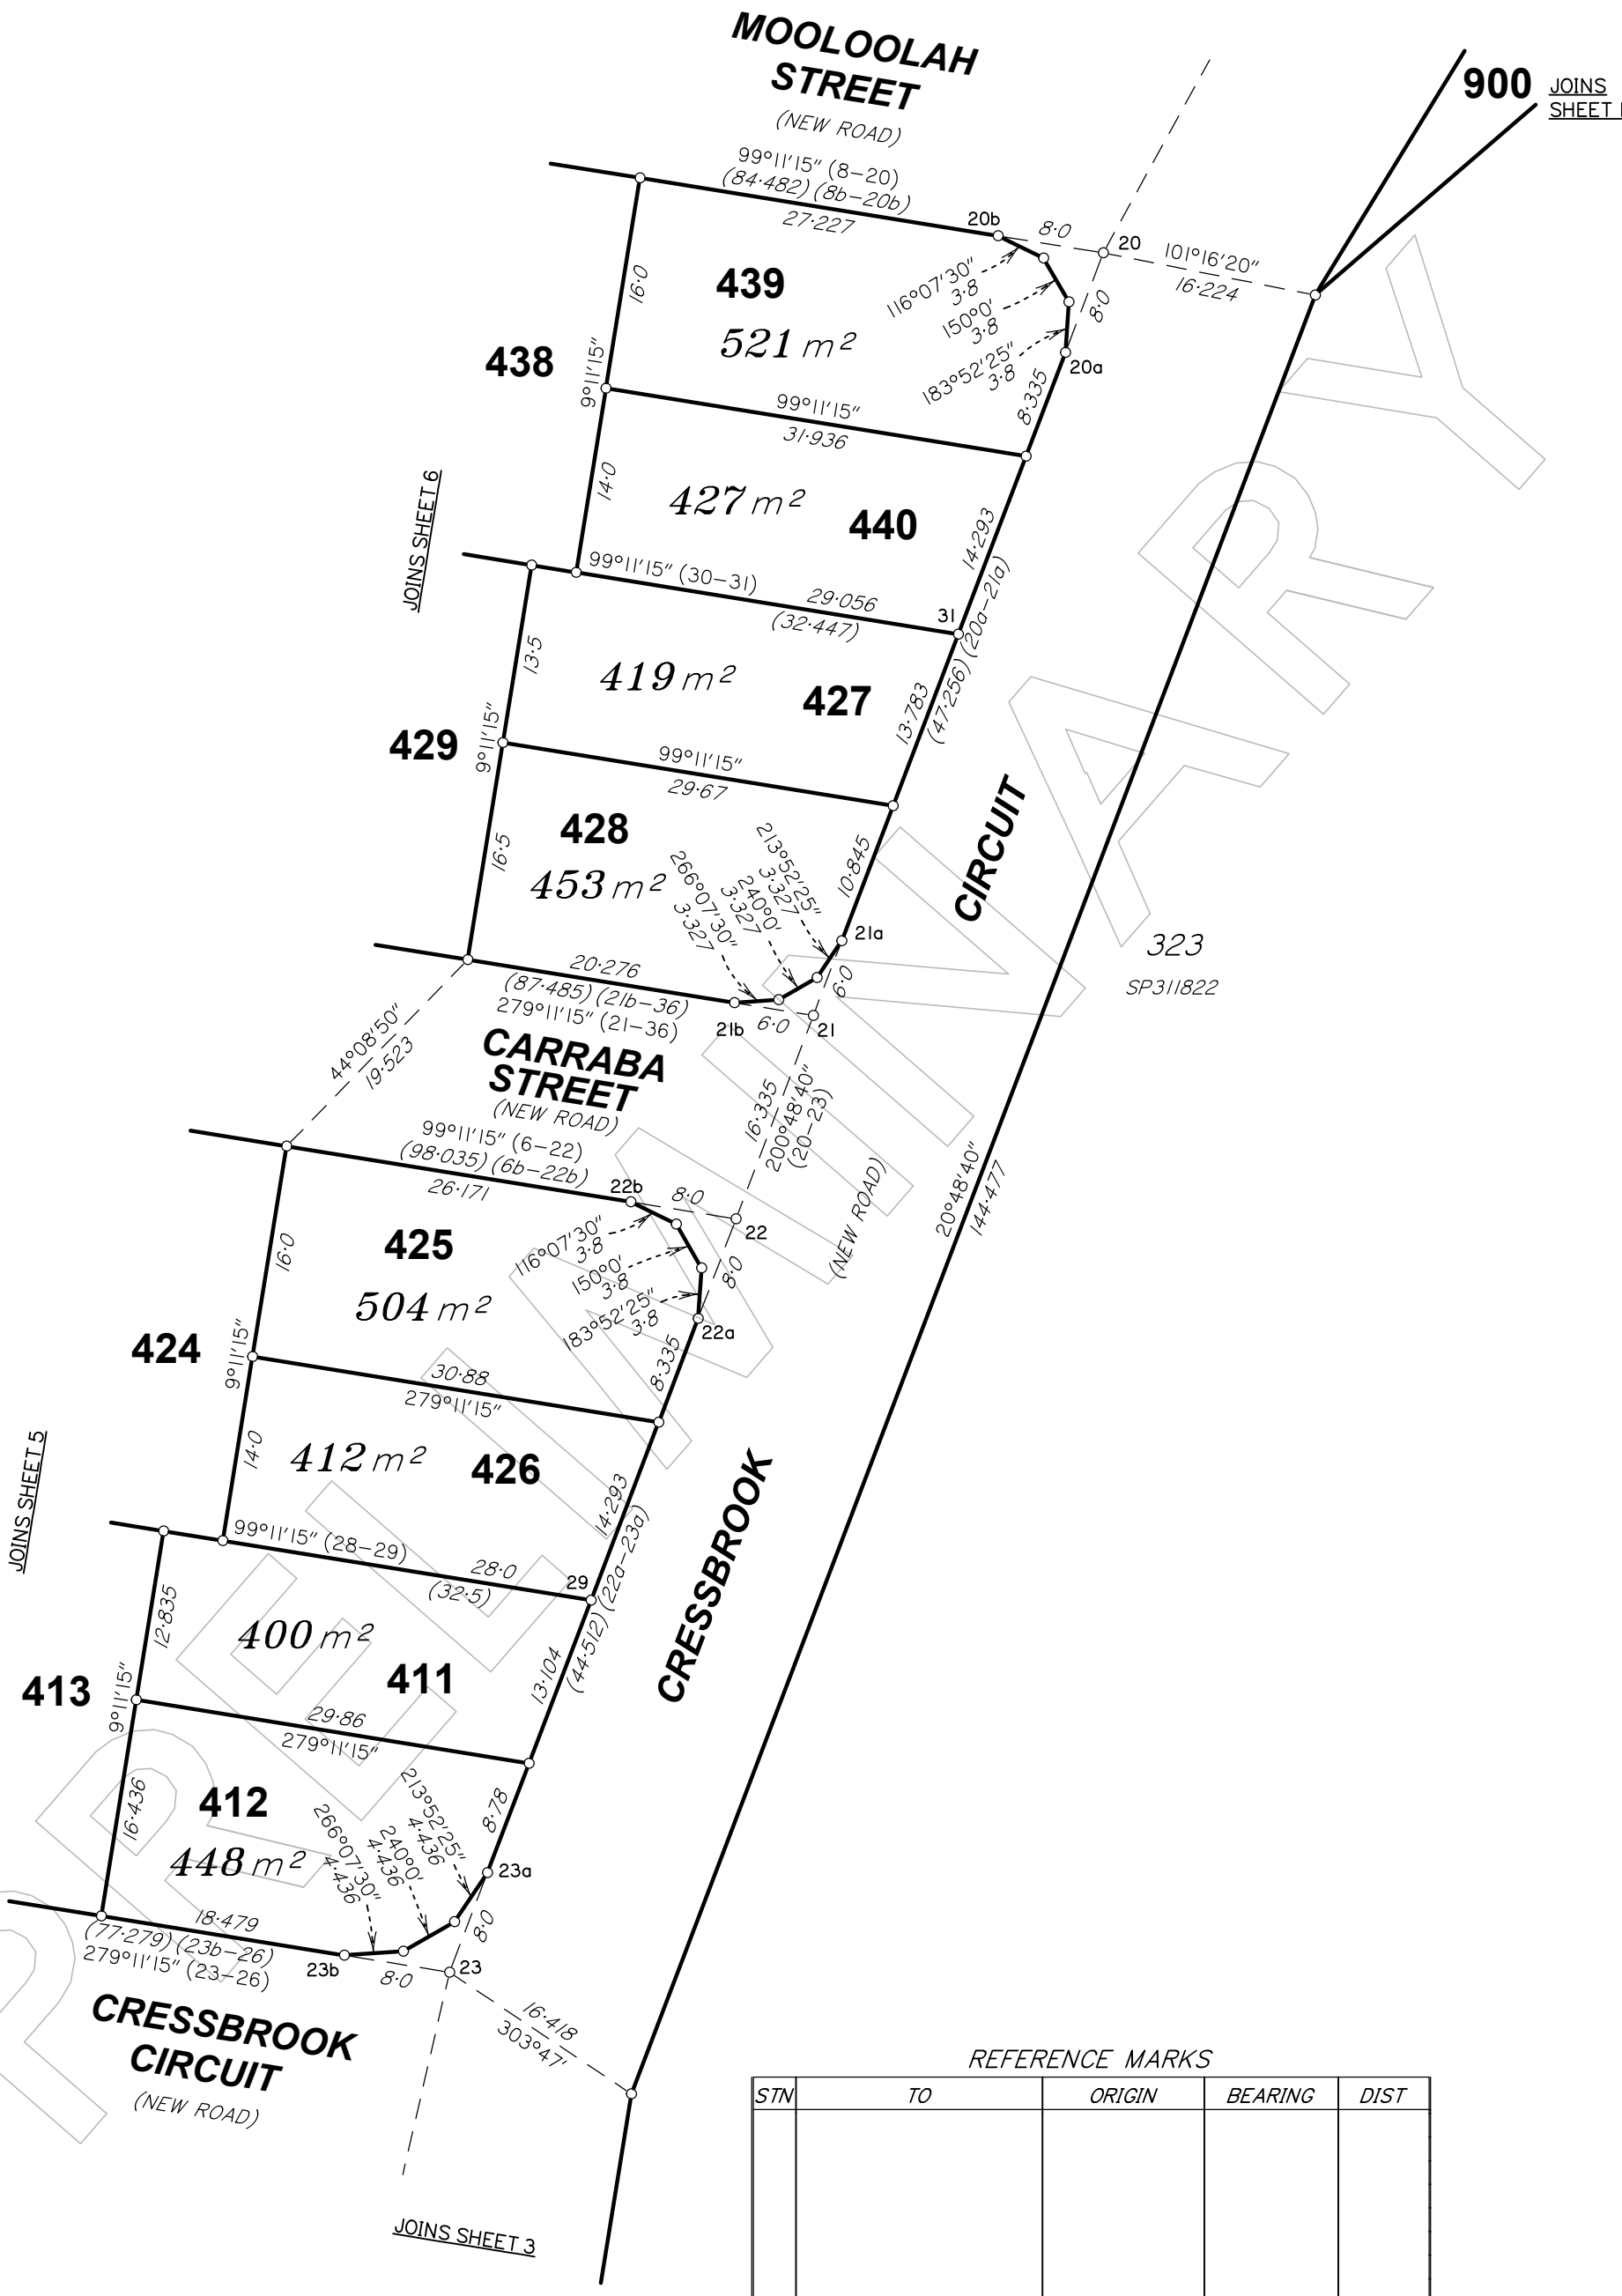 MOOLOOLAH
STREET
(NEW ROAD)
900
JOINS
99°11'15" (8-20)
(84·482) (8b-20b)
27·227
20b
8·0
20
101°16'20"
16·224
16·0
439
521 m²
116°07'30"
3·8
150°0'
3·8
183°52'25"
3·8
8·0
20a
438
9°11'15"
8·335
99°11'15"
31·936
14·0
427 m²
440
14·293
JOINS SHEET 6
99°11'15" (30-31)
29·056
(32·447)
31
(47·256) (20a-21a)
13·5
419 m²
427
13·783
429
9°11'15"
99°11'15"
29·67
428
453 m²
16·5
213°52'25"
3·327
240°0'
3·327
266°07'30"
3·327
10·845
21a
6·0
CIRCUIT
323
SP311822
20·276
(87·485) (21b-36)
279°11'15" (21-36)
21b
6·0
21
44°08'50"
19·523
CARRABA
STREET
(NEW ROAD)
16·335
200°48'40"
(20-23)
99°11'15" (6-22)
(98·035) (6b-22b)
26·171
22b
8·0
22
(NEW ROAD)
20°48'40"
144·477
16·0
425
504 m²
116°07'30"
3·8
150°0'
3·8
183°52'25"
3·8
8·0
22a
424
9°11'15"
8·335
30·88
279°11'15"
14·0
412 m²
426
14·293
JOINS SHEET 5
99°11'15" (28-29)
28·0
(32·5)
29
(44·512) (22a-23a)
CRESSBROOK
12·835
400 m²
411
13·104
413
9°11'15"
29·86
279°11'15"
412
448 m²
16·436
213°52'25"
4·436
240°0'
4·436
266°07'30"
4·436
8·78
23a
8·0
18·479
(77·279) (23b-26)
279°11'15" (23-26)
23b
8·0
23
16·418
303°47'
CRESSBROOK
CIRCUIT
(NEW ROAD)
JOINS SHEET 3
REFERENCE MARKS
STN TO ORIGIN BEARING DIST
PRELIMINARY